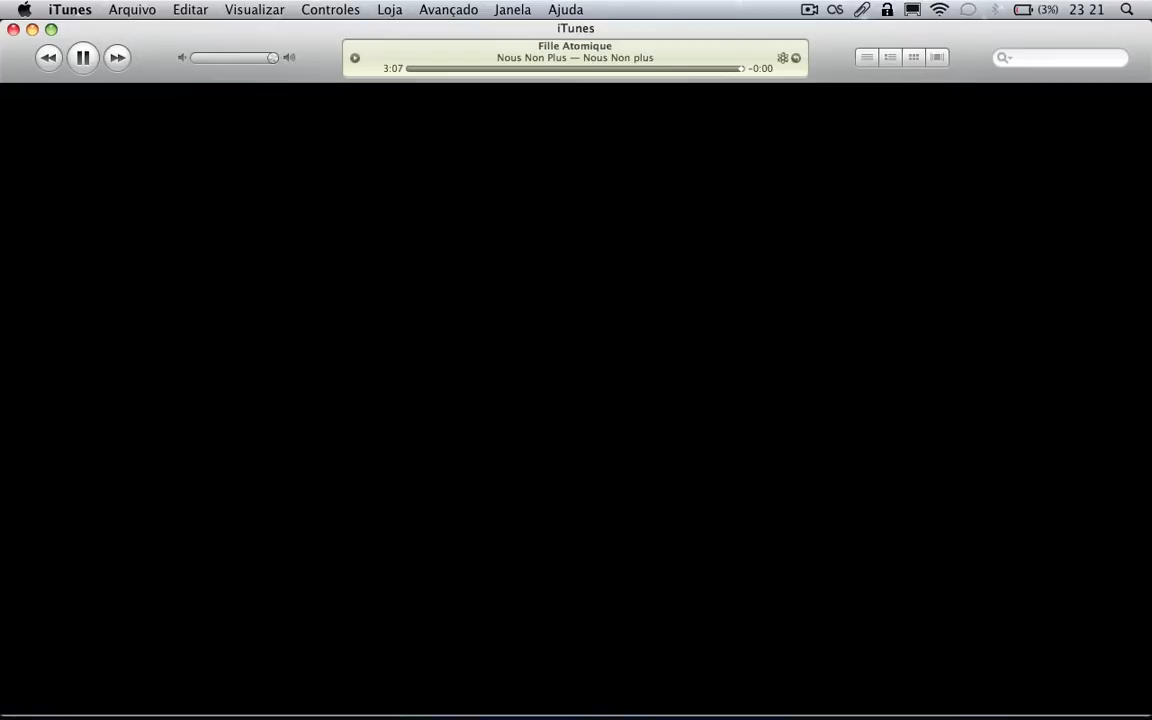 iTunes Arquivo Editar Visualizar Controles Loja Avançado Janela Ajuda (3%) 23 21
iTunes
Fille Atomique
Nous Non Plus — Nous Non plus
3:07 -0:00